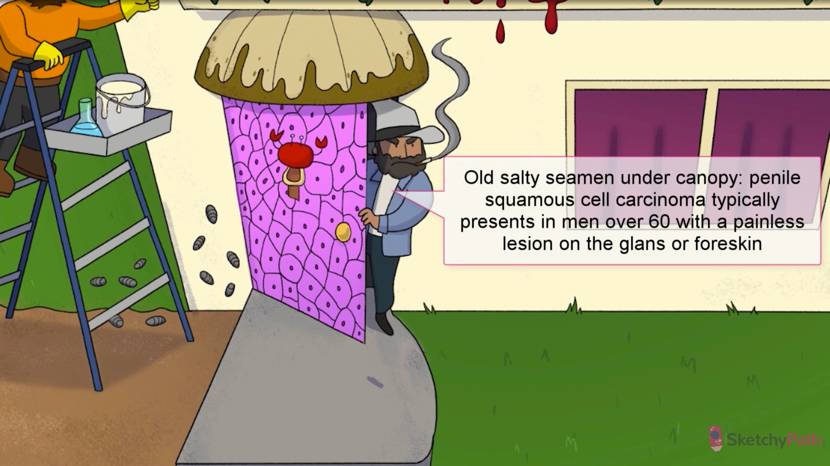 Old salty seamen under canopy: penile
squamous cell carcinoma typically
presents in men over 60 with a painless
lesion on the glans or foreskin
SketchyPath